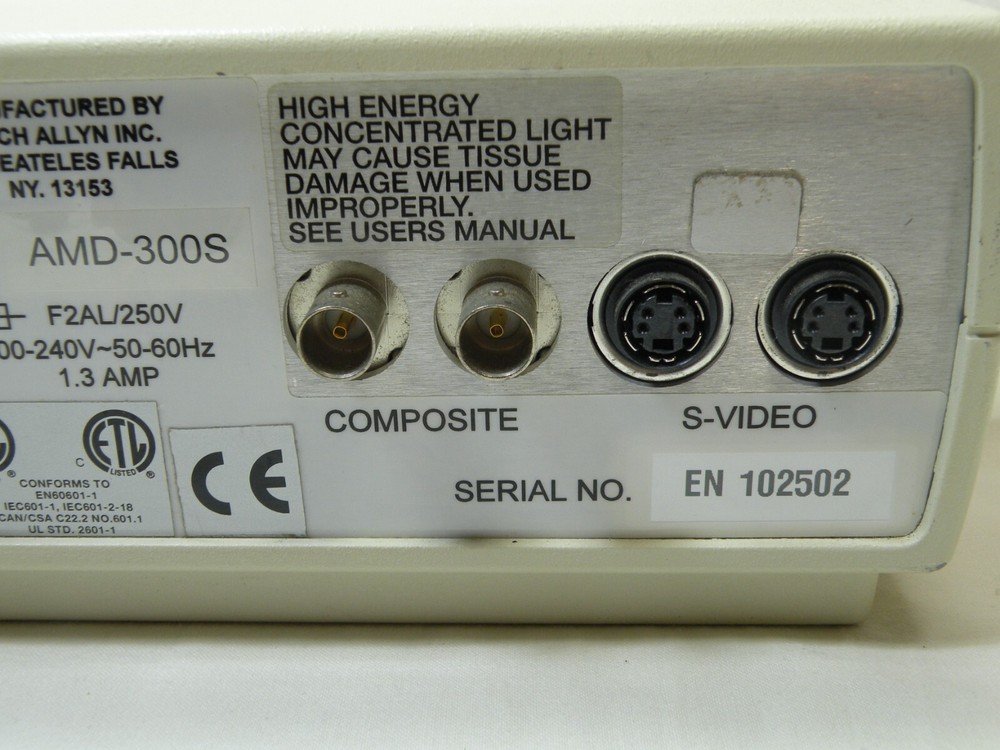 UFACTURED BY
CH ALLYN INC.
EATELES FALLS
NY. 13153
AMD-300S
F2AL/250V
00-240V~50-60Hz
1.3 AMP
C ETL ®
LISTED
CONFORMS TO
EN60601-1
IEC601-1, IEC601-2-18
CAN/CSA C22.2 NO.601.1
UL STD. 2601-1
CE
HIGH ENERGY
CONCENTRATED LIGHT
MAY CAUSE TISSUE
DAMAGE WHEN USED
IMPROPERLY.
SEE USERS MANUAL
COMPOSITE
S-VIDEO
SERIAL NO. EN 102502